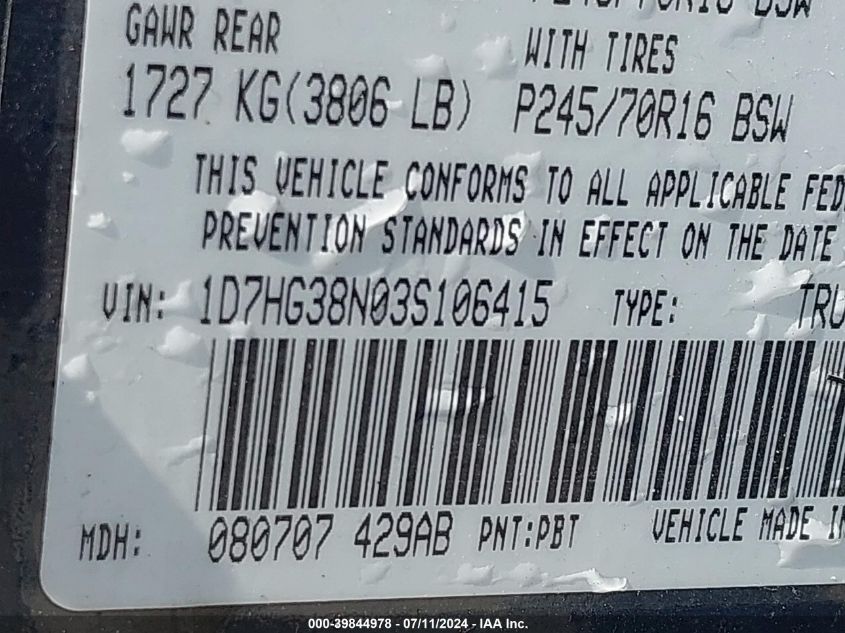 GAWR REAR WITH TIRES
1727 KG(3806 LB) P245/70R16 BSW
THIS VEHICLE CONFORMS TO ALL APPLICABLE
PREVENTION STANDARDS IN EFFECT ON THE DATE
VIN: 1D7HG38N03S106415 TYPE:
MDH: 080707 429AB PNT:PBT VEHICLE MADE
000-39844978 - 07/11/2024 - IAA Inc.